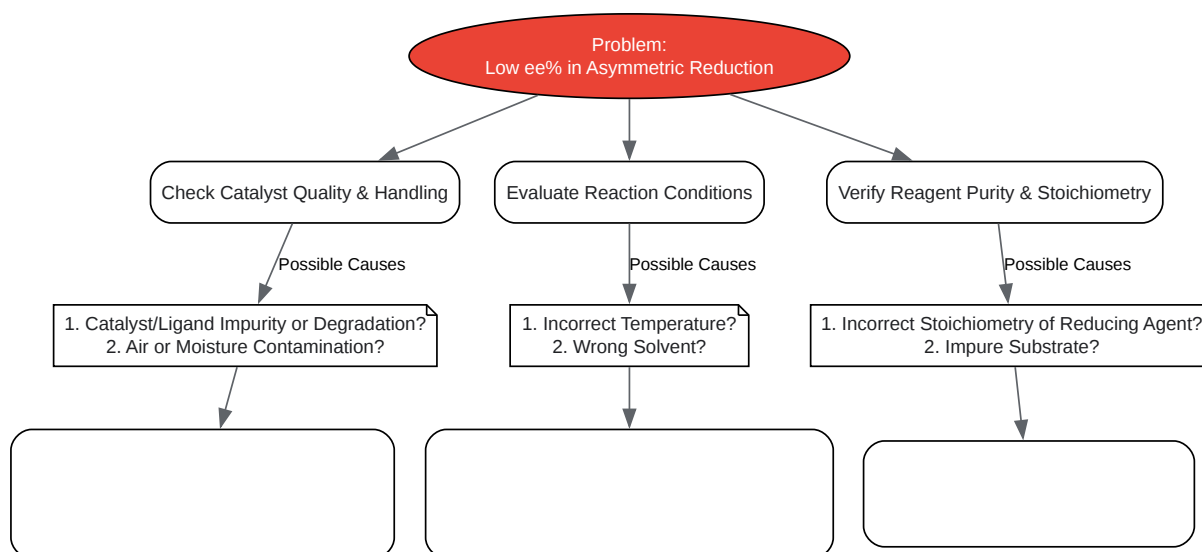 Problem:
Low ee% in Asymmetric Reduction
Check Catalyst Quality & Handling
Evaluate Reaction Conditions
Verify Reagent Purity & Stoichiometry
Possible Causes
Possible Causes
Possible Causes
1. Catalyst/Ligand Impurity or Degradation?
2. Air or Moisture Contamination?
1. Incorrect Temperature?
2. Wrong Solvent?
1. Incorrect Stoichiometry of Reducing Agent?
2. Impure Substrate?